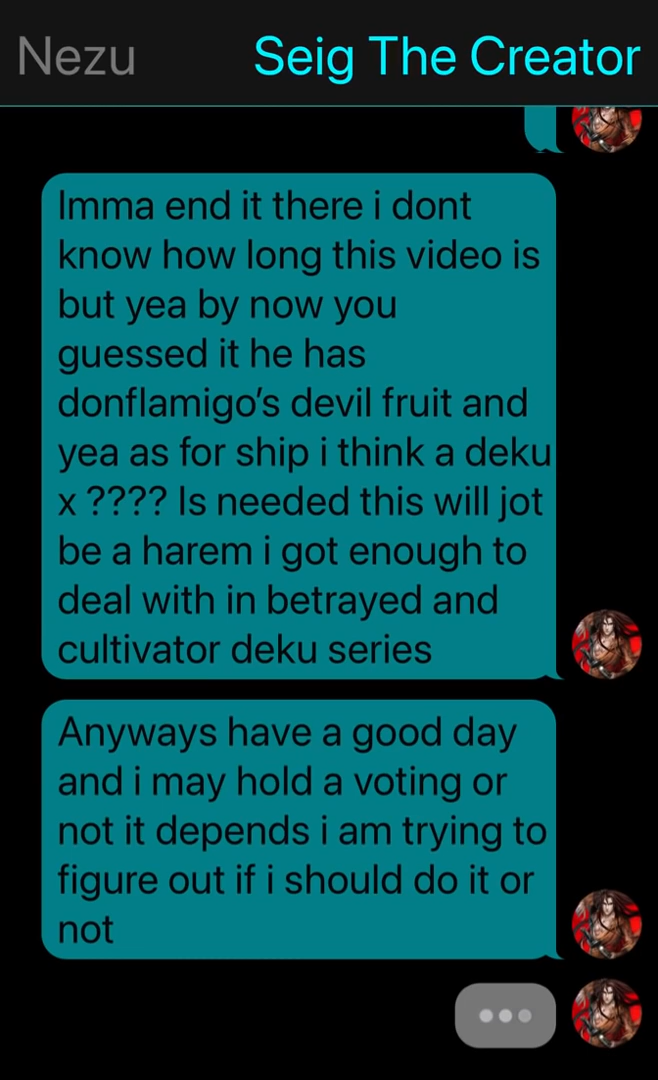 Nezu Seig The Creator
Imma end it there i dont
know how long this video is
but yea by now you
guessed it he has
donflamigo's devil fruit and
yea as for ship i think a deku
x ???? Is needed this will jot
be a harem i got enough to
deal with in betrayed and
cultivator deku series
Anyways have a good day
and i may hold a voting or
not it depends i am trying to
figure out if i should do it or
not